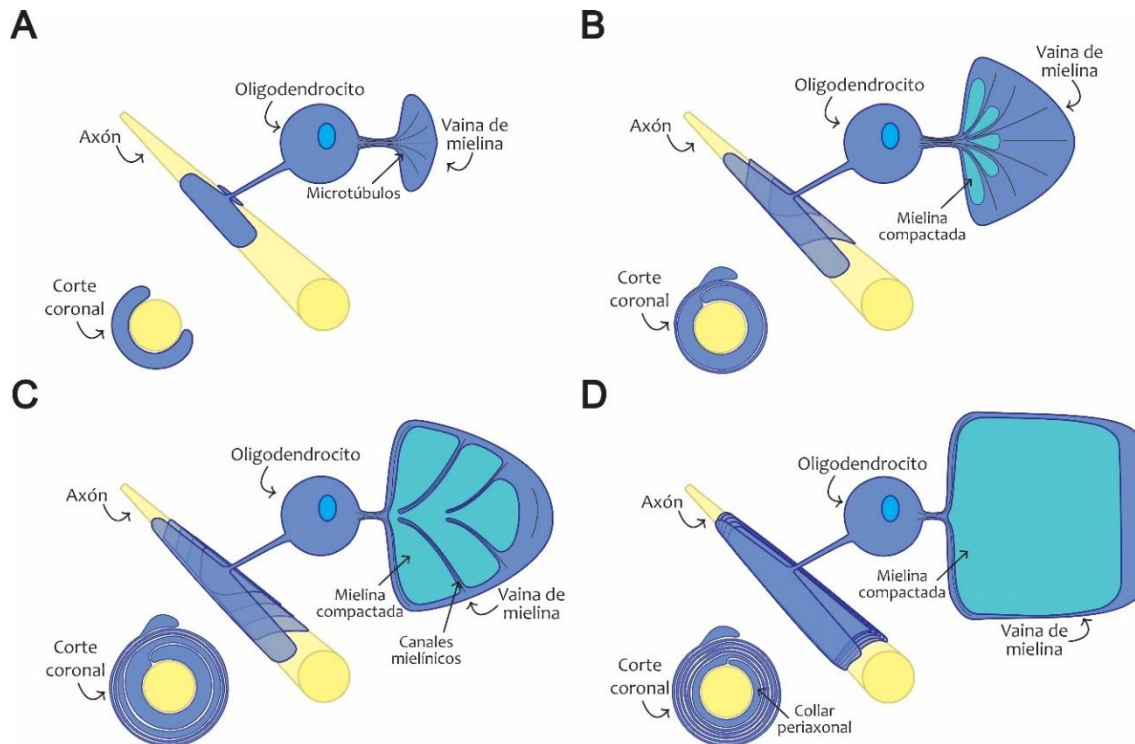 A
Oligodendrocito
Axón
Vaina de
mielina
Microtúbulos
Corte
coronal
B
Vaina de
mielina
Oligodendrocito
Axón
Mielina
compactada
Corte
coronal
C
Oligodendrocito
Axón
Mielina
compactada
Vaina de
mielina
Canales
mielínicos
Corte
coronal
D
Oligodendrocito
Axón
Mielina
compactada
Vaina de
mielina
Corte
coronal
Collar
periaxonal